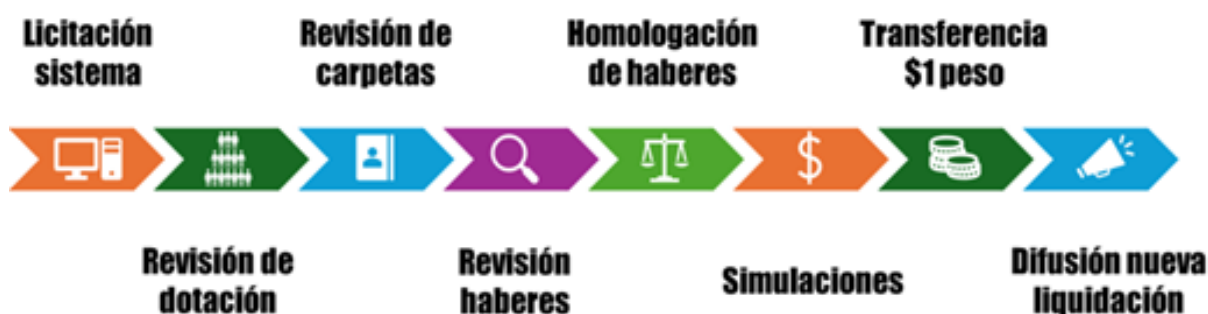 Licitación
sistema
Revisión de
carpetas
Homologación
de haberes
Transferencia
$1 peso
$
Revisión de
dotación
Revisión
haberes
Simulaciones
Difusión nueva
liquidación